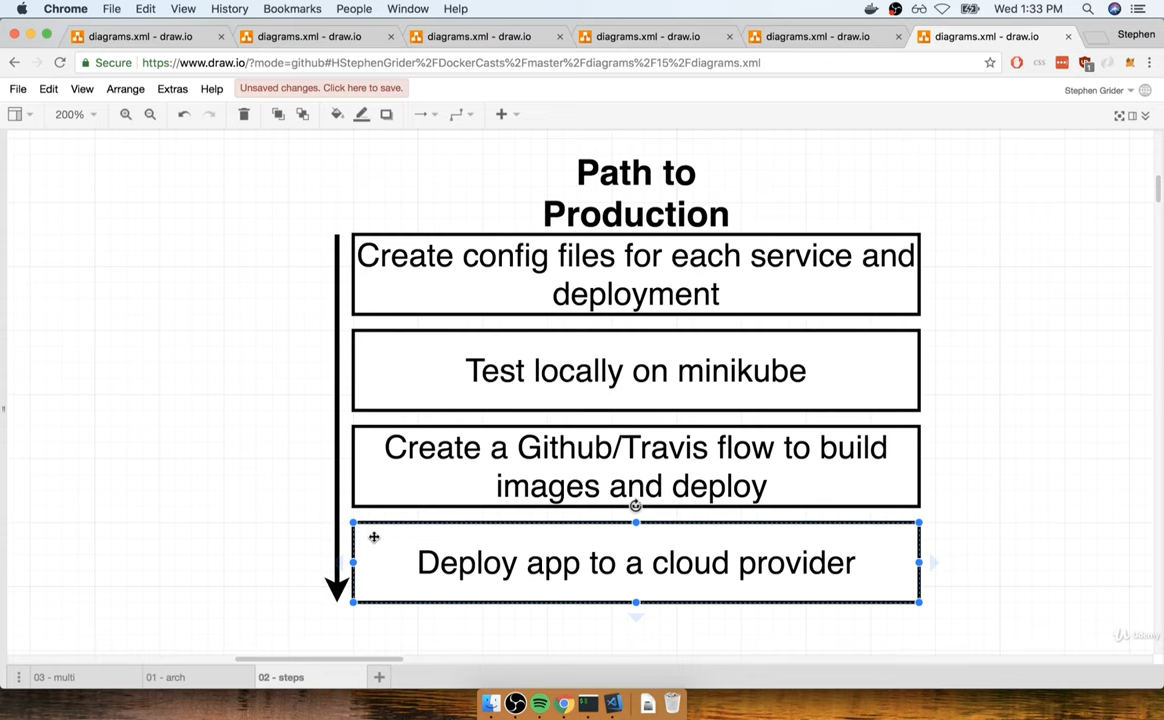 Chrome File Edit View History Bookmarks People Window Help Wed 1:33 PM
diagrams.xml - draw.io diagrams.xml - draw.io diagrams.xml - draw.io diagrams.xml - draw.io diagrams.xml - draw.io diagrams.xml - draw.io Stephen
Secure https://www.draw.io/?mode=github#HStephenGrider%2FDockerCasts%2Fmaster%2Fdiagrams%2F15%2Fdiagrams.xml css 1
File Edit View Arrange Extras Help Unsaved changes. Click here to save. Stephen Grider
200%
Path to
Production
Create config files for each service and
deployment
Test locally on minikube
Create a Github/Travis flow to build
images and deploy
Deploy app to a cloud provider
Udemy
03 - multi 01 - arch 02 - steps